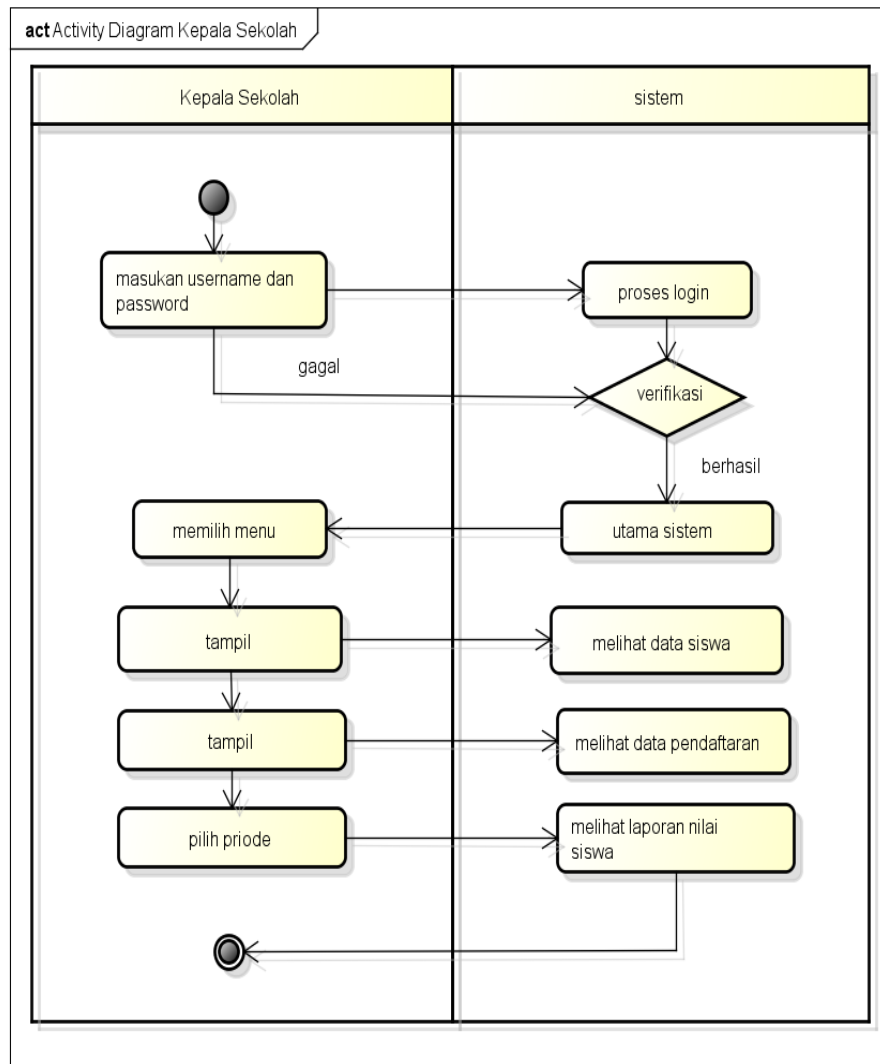 act Activity Diagram Kepala Sekolah
Kepala Sekolah
sistem
masukan username dan
password
proses login
gagal
verifikasi
berhasil
memilih menu
utama sistem
tampil
melihat data siswa
tampil
melihat data pendaftaran
pilih priode
melihat laporan nilai
siswa